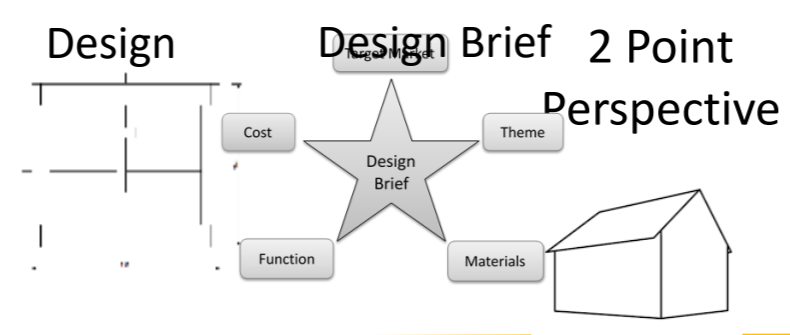 Design
Design Brief
2 Point
Perspective
Target Market
Cost
Theme
Design
Brief
Function
Materials